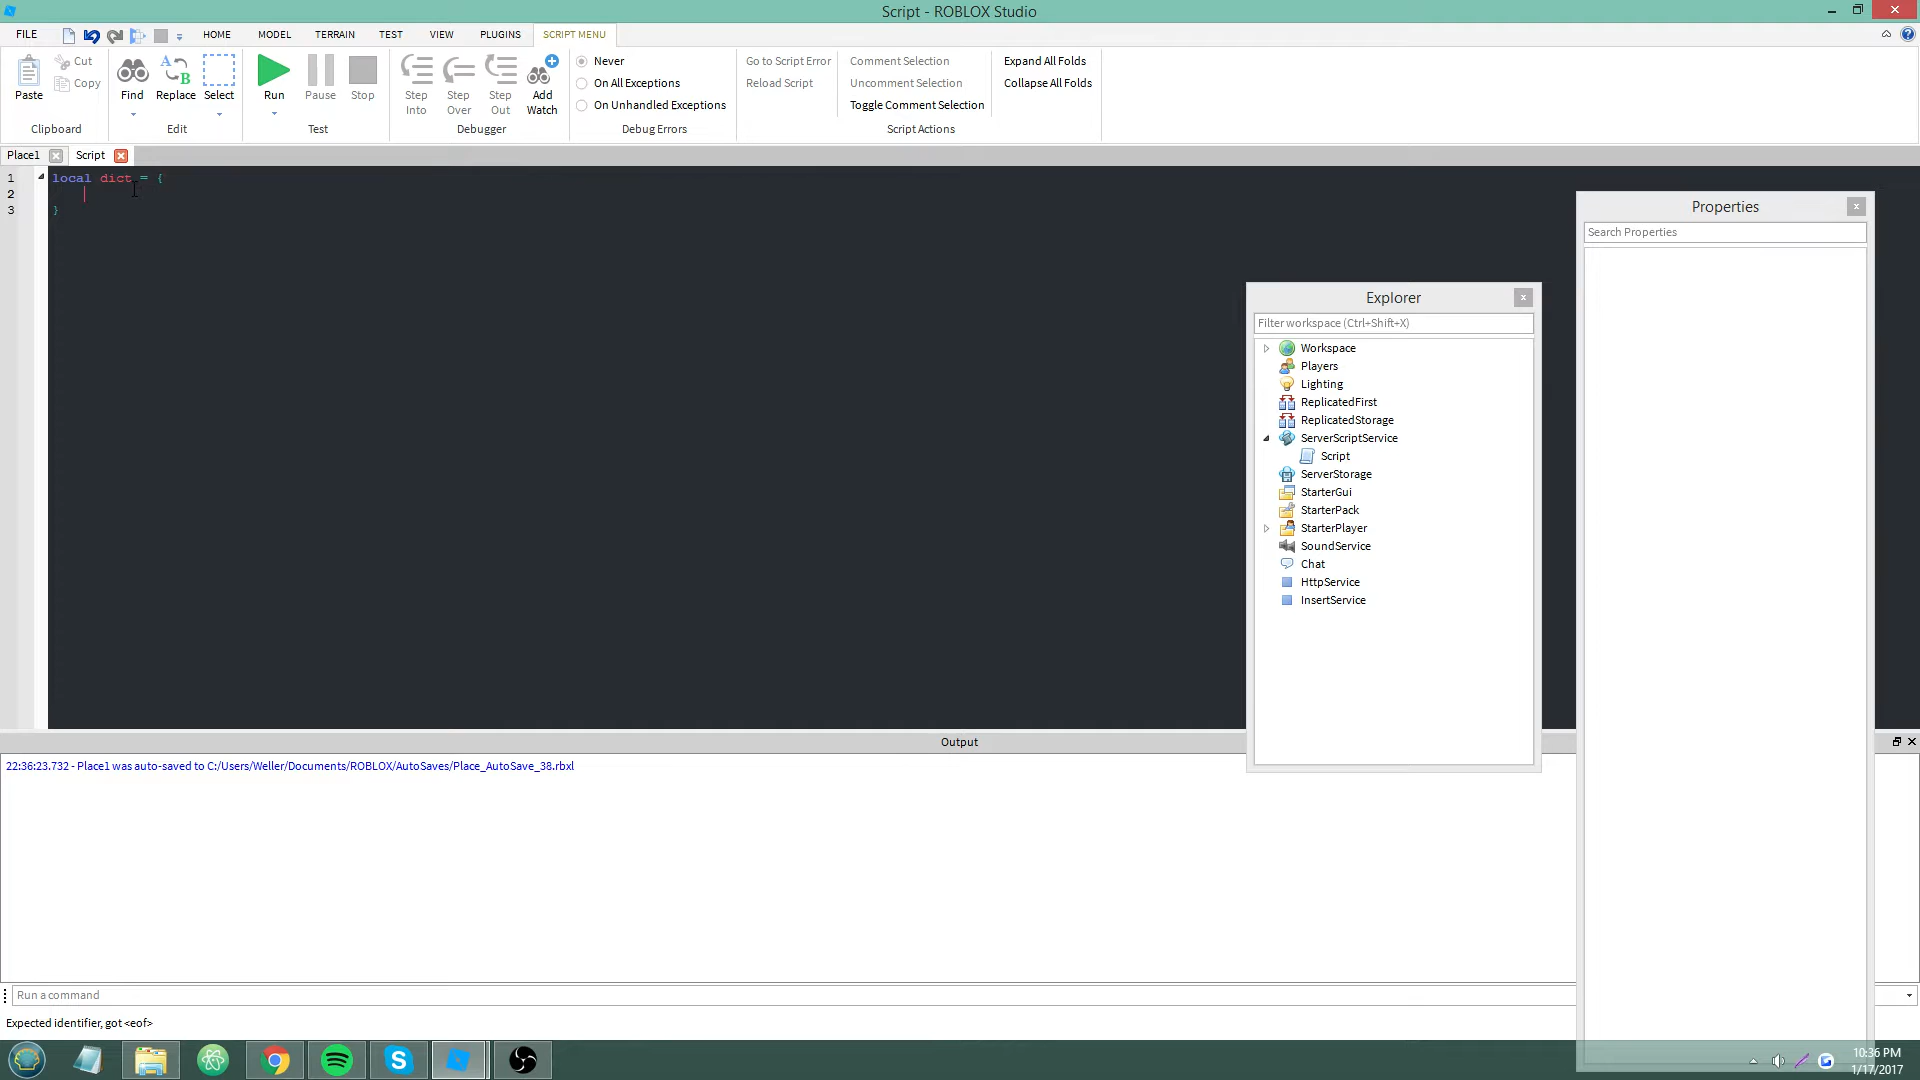 Script - ROBLOX Studio
FILE HOME MODEL TERRAIN TEST VIEW PLUGINS SCRIPT MENU
Paste Cut Copy Find Replace Select Run Pause Stop Step Into Step Over Step Out Add Watch
Never
On All Exceptions
On Unhandled Exceptions
Go to Script Error
Reload Script
Comment Selection
Uncomment Selection
Toggle Comment Selection
Expand All Folds
Collapse All Folds
Clipboard Edit Test Debugger Debug Errors Script Actions
Place1 Script
1 local dict = {
2
3 }
Properties
Search Properties
Explorer
Filter workspace (Ctrl+Shift+X)
Workspace
Players
Lighting
ReplicatedFirst
ReplicatedStorage
ServerScriptService
Script
ServerStorage
StarterGui
StarterPack
StarterPlayer
SoundService
Chat
HttpService
InsertService
Output
22:36:23.732 - Place1 was auto-saved to C:/Users/Weller/Documents/ROBLOX/AutoSaves/Place_AutoSave_38.rbxl
Run a command
Expected identifier, got <eof>
10:36 PM
1/17/2017